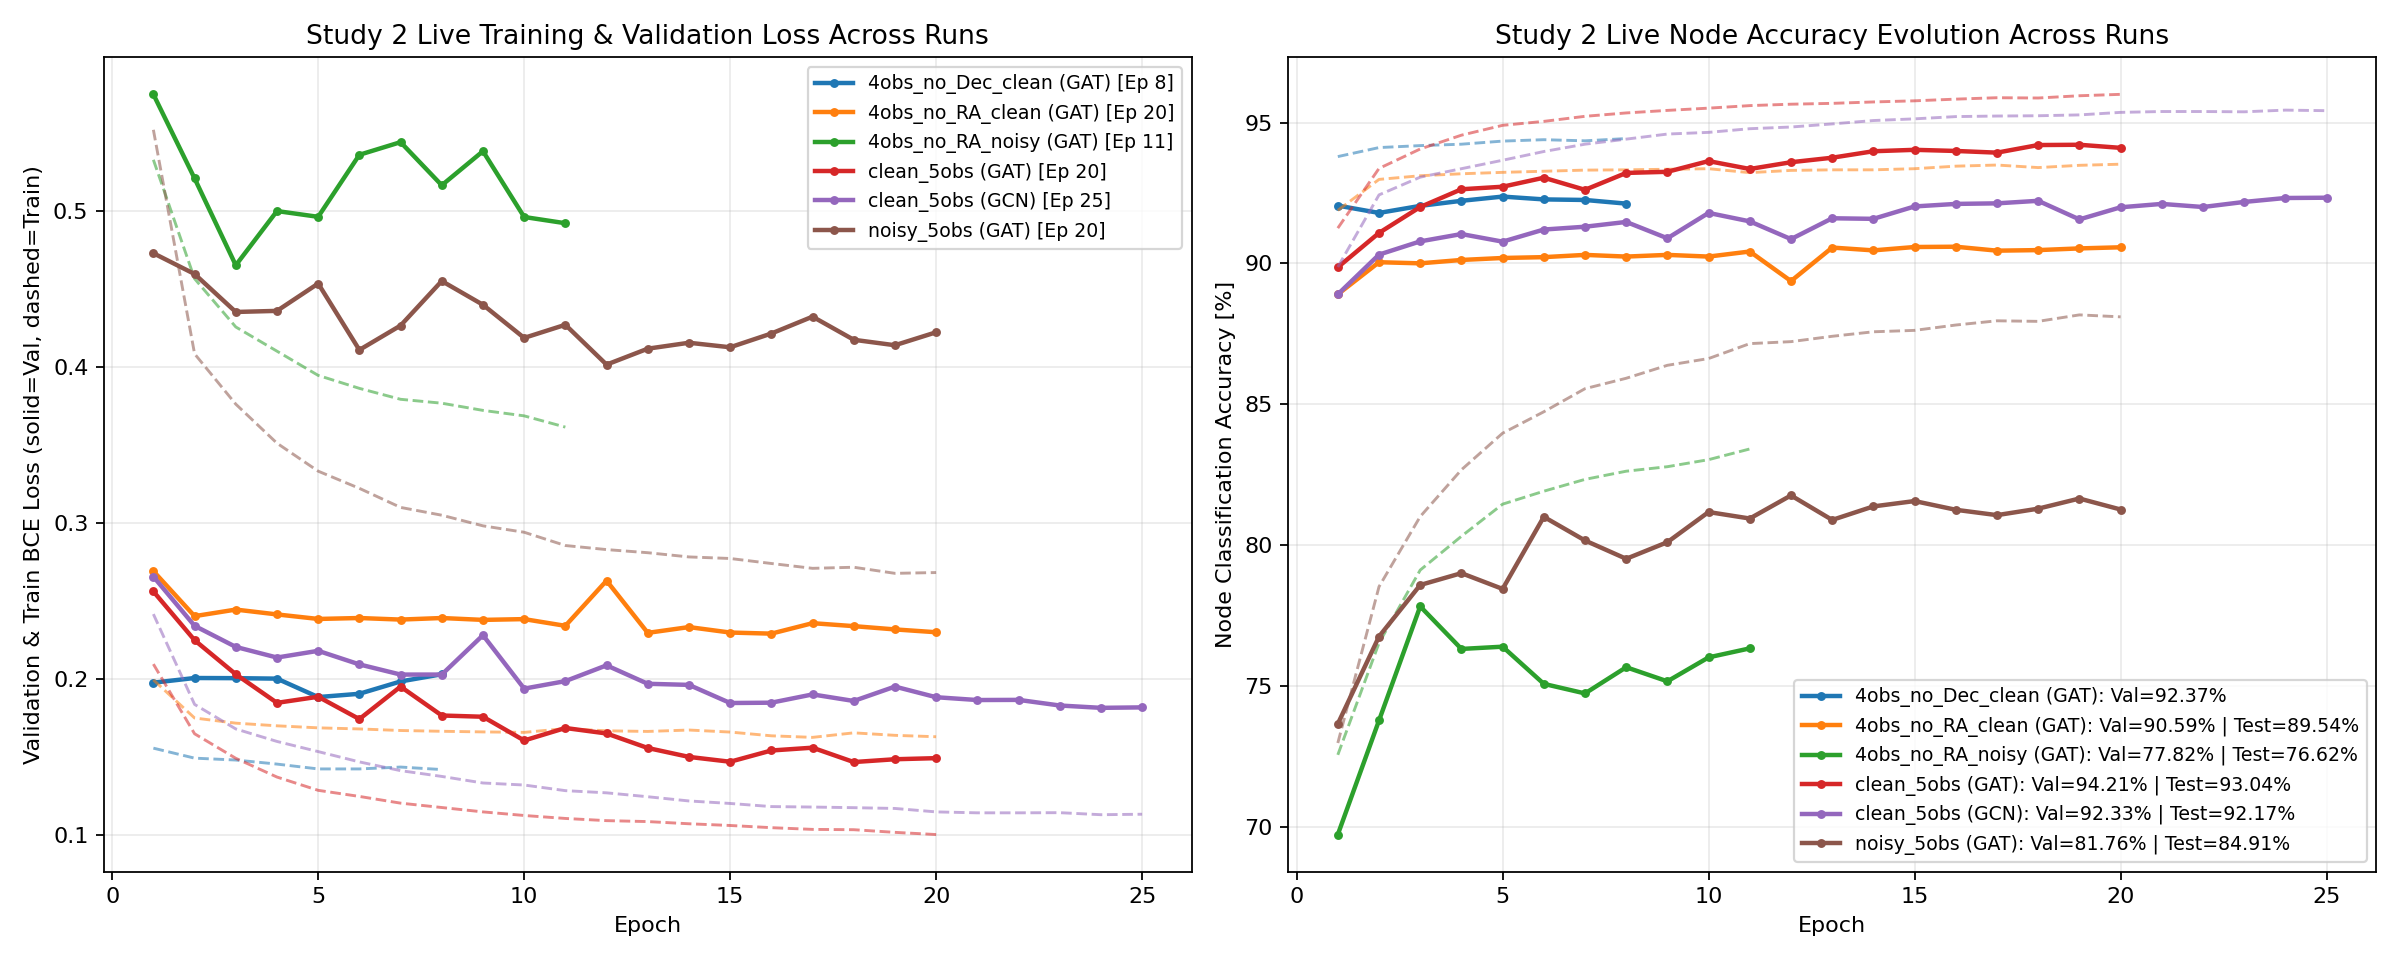 Study 2 Live Training & Validation Loss Across Runs
Validation & Train BCE Loss (solid=Val, dashed=Train)
0.5
0.4
0.3
0.2
0.1
4obs_no_Dec_clean (GAT) [Ep 8]
4obs_no_RA_clean (GAT) [Ep 20]
4obs_no_RA_noisy (GAT) [Ep 11]
clean_5obs (GAT) [Ep 20]
clean_5obs (GCN) [Ep 25]
noisy_5obs (GAT) [Ep 20]
0 5 10 15 20 25
Epoch
Study 2 Live Node Accuracy Evolution Across Runs
Node Classification Accuracy [%]
95
90
85
80
75
70
4obs_no_Dec_clean (GAT): Val=92.37%
4obs_no_RA_clean (GAT): Val=90.59% | Test=89.54%
4obs_no_RA_noisy (GAT): Val=77.82% | Test=76.62%
clean_5obs (GAT): Val=94.21% | Test=93.04%
clean_5obs (GCN): Val=92.33% | Test=92.17%
noisy_5obs (GAT): Val=81.76% | Test=84.91%
0 5 10 15 20 25
Epoch